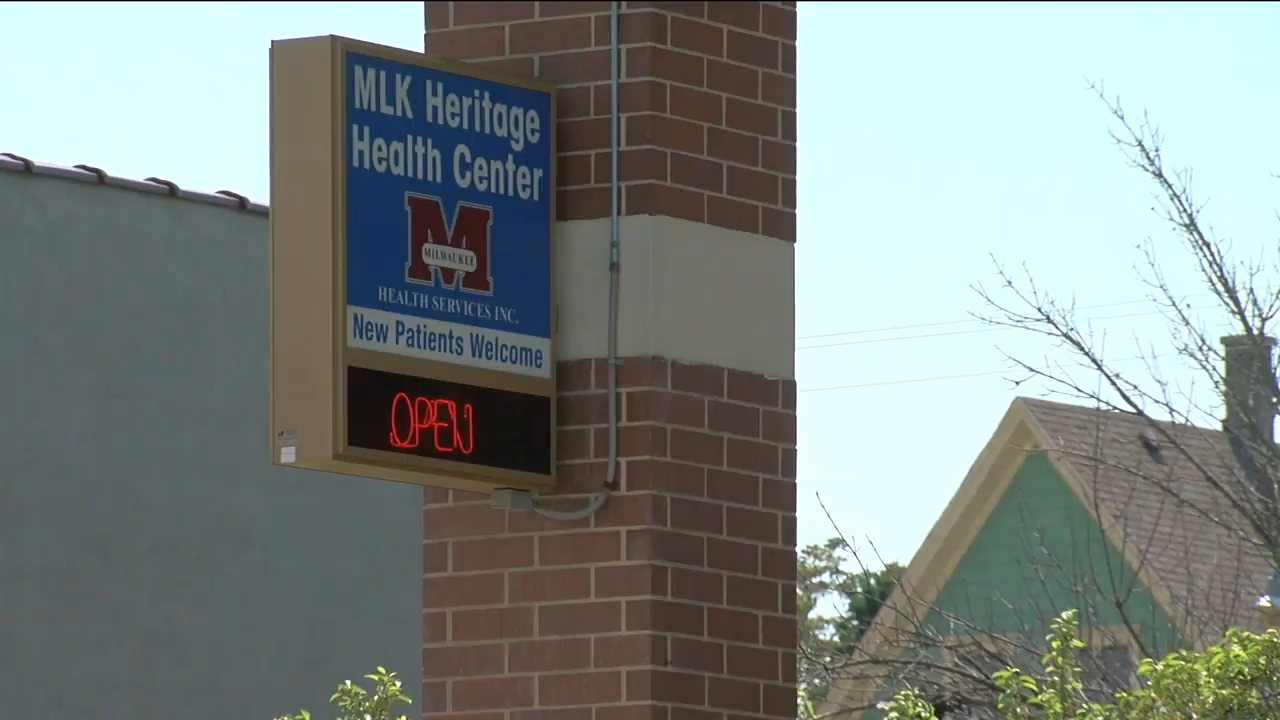 MLK Heritage
Health Center
M
MILWAUKEE
HEALTH SERVICES INC.
New Patients Welcome
OPEN